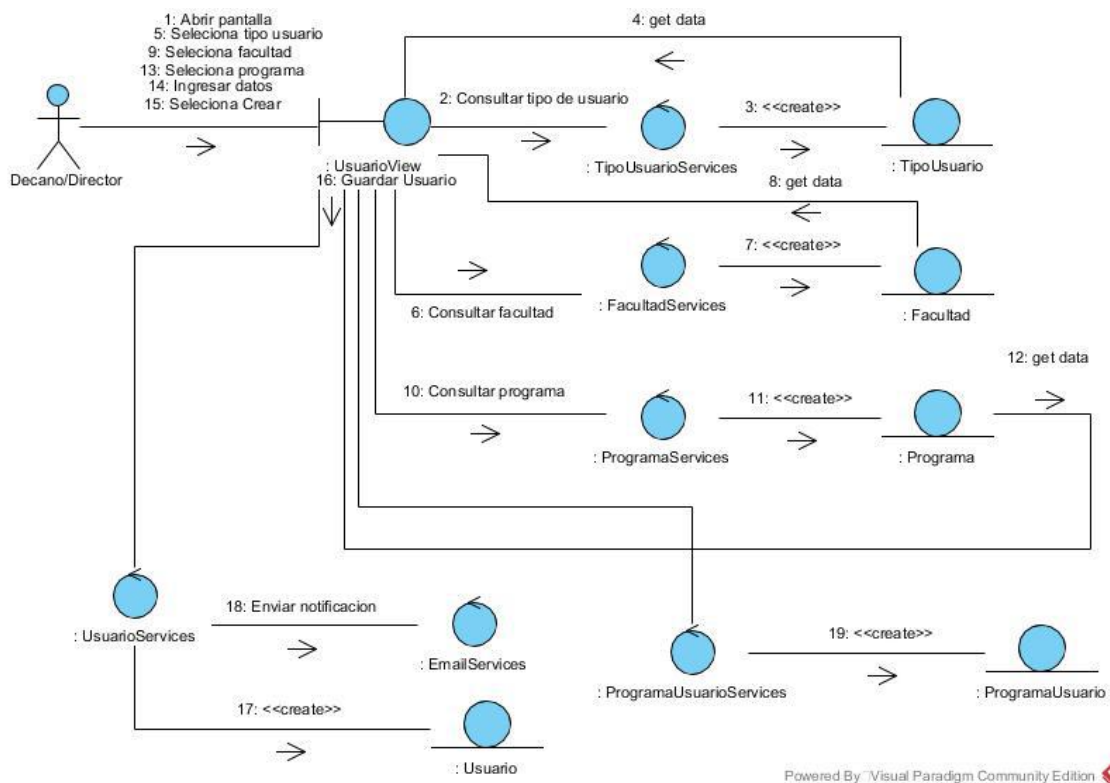 1: Abrir pantalla
5: Seleciona tipo usuario
9: Seleciona facultad
13: Seleciona programa
14: Ingresar datos
15: Seleciona Crear
4: get data
2: Consultar tipo de usuario
3: <<create>>
Decano/Director
: UsuarioView
: TipoUsuarioServices
: TipoUsuario
16: Guardar Usuario
8: get data
7: <<create>>
6: Consultar facultad
: FacultadServices
: Facultad
12: get data
10: Consultar programa
11: <<create>>
: ProgramaServices
: Programa
18: Enviar notificacion
19: <<create>>
: UsuarioServices
: EmailServices
: ProgramaUsuarioServices
: ProgramaUsuario
17: <<create>>
: Usuario
Powered By Visual Paradigm Community Edition